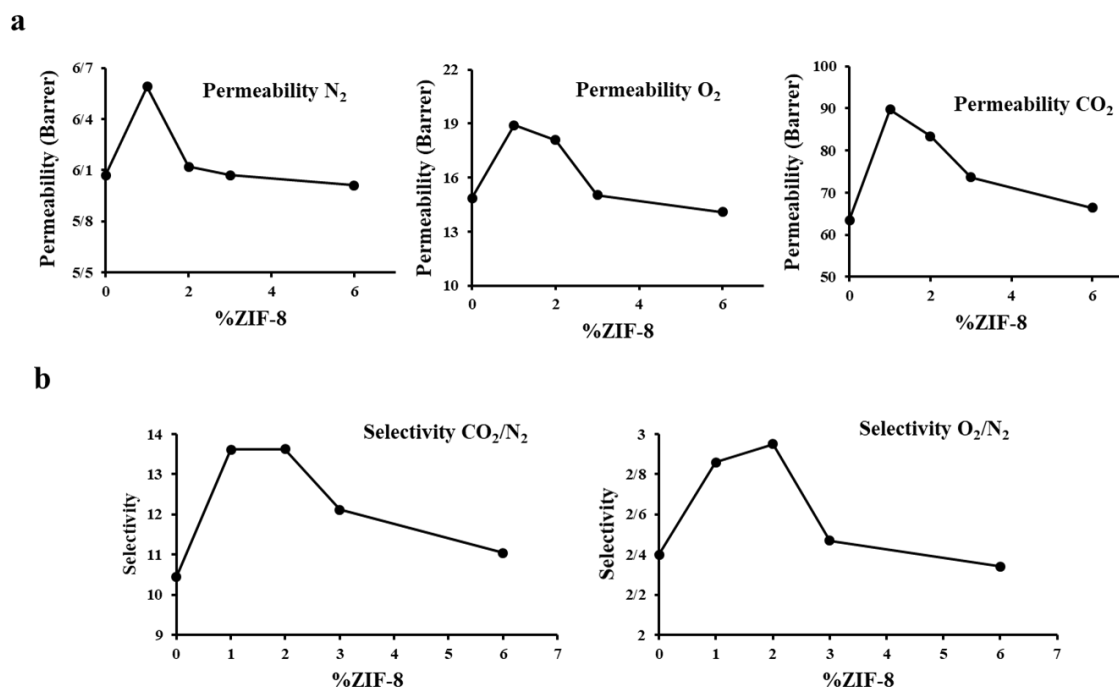 a
Permeability N₂
Permeability (Barrer)
6/7
6/4
6/1
5/8
5/5
0
2
4
6
%ZIF-8
Permeability O₂
Permeability (Barrer)
22
19
16
13
10
0
2
4
6
%ZIF-8
Permeability CO₂
Permeability (Barrer)
100
90
80
70
60
50
0
2
4
6
%ZIF-8
b
Selectivity CO₂/N₂
Selectivity
14
13
12
11
10
9
0 1 2 3 4 5 6 7
%ZIF-8
Selectivity O₂/N₂
Selectivity
3
2/8
2/6
2/4
2/2
2
0 1 2 3 4 5 6 7
%ZIF-8